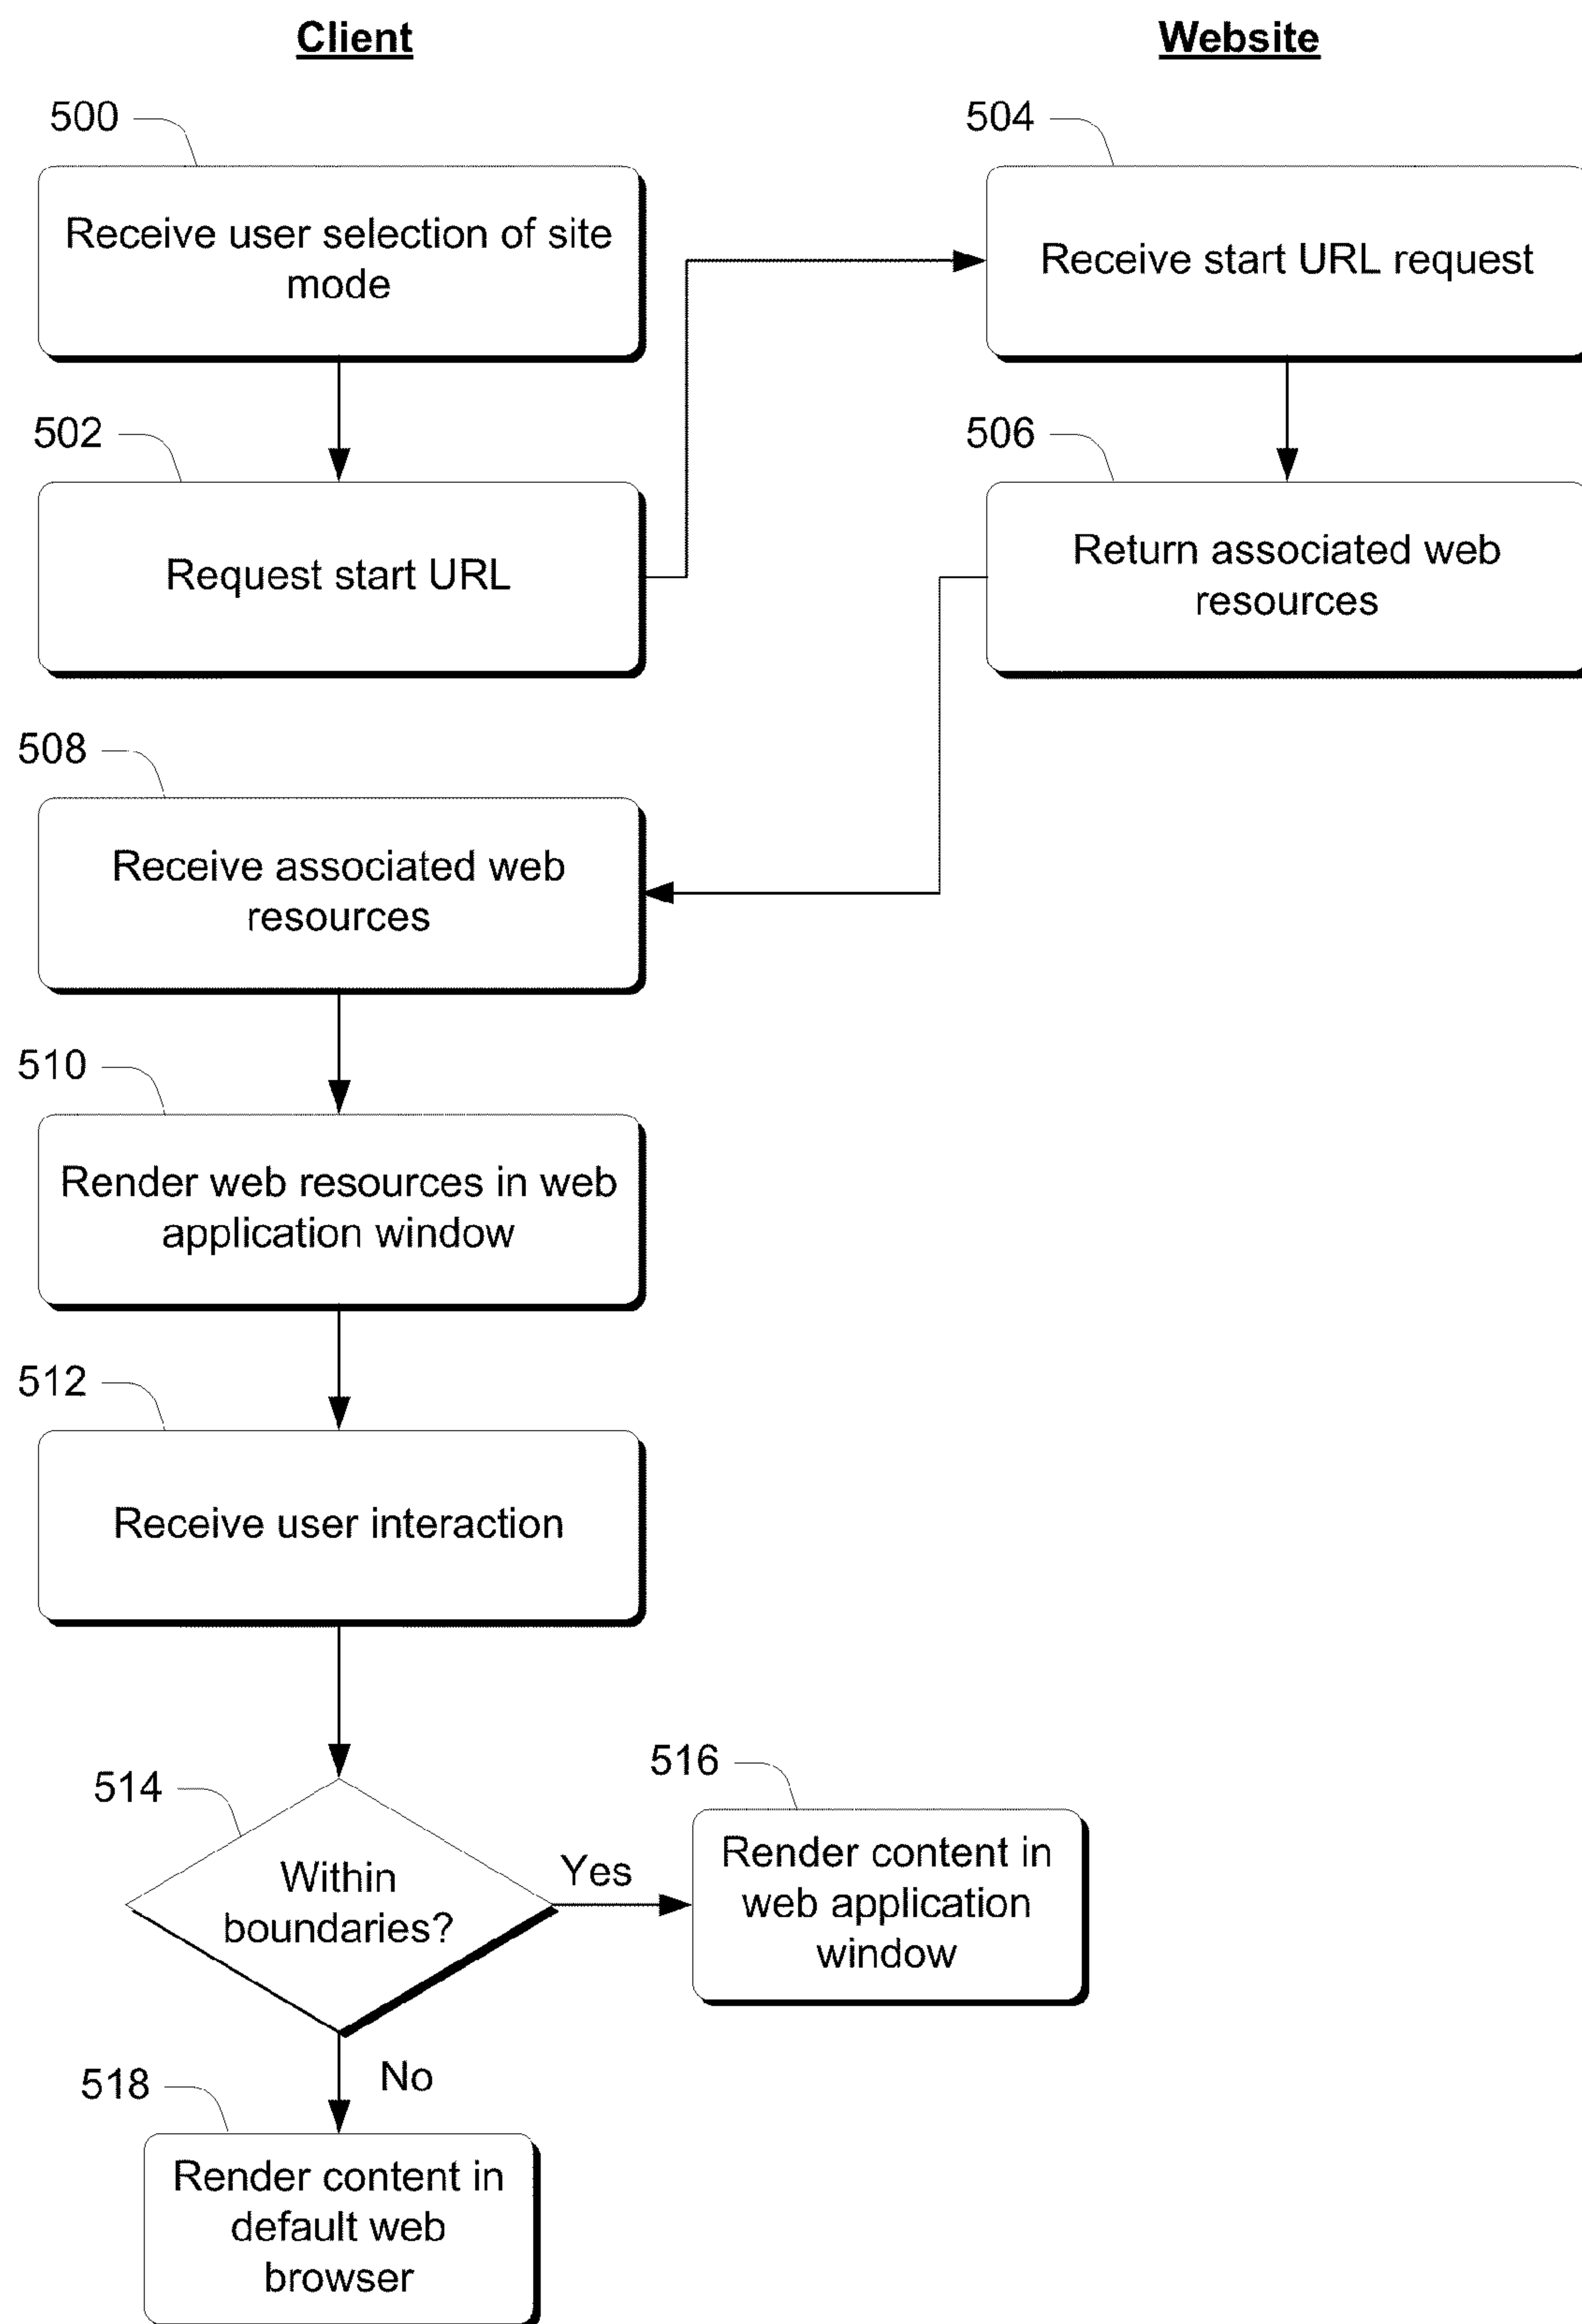 Client
Website
500
504
Receive user selection of site
mode
Receive start URL request
502
506
Request start URL
Return associated web
resources
508
Receive associated web
resources
510
Render web resources in web
application window
512
Receive user interaction
514
516
Within
boundaries?
Yes
Render content in
web application
window
No
518
Render content in
default web
browser